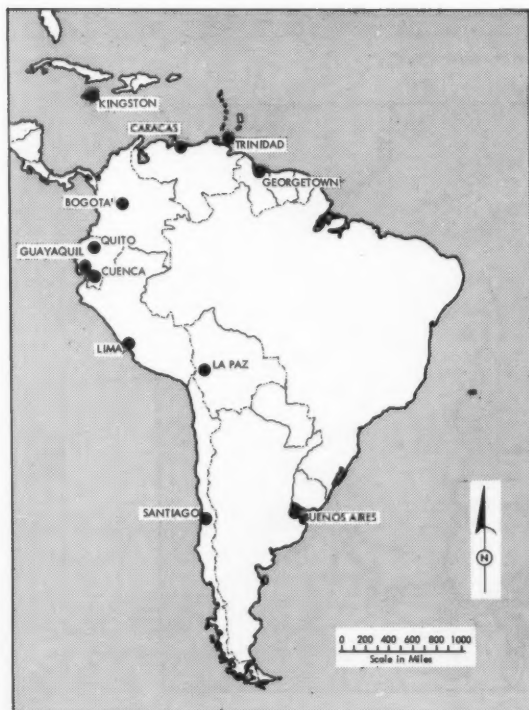 KINGSTON
CARACAS
TRINIDAD
GEORGETOWN
BOGOTA'
QUITO
GUAYAQUIL
CUENCA
LIMA
LA PAZ
SANTIAGO
BUENOS AIRES
N
0 200 400 600 800 1000
Scale in Miles